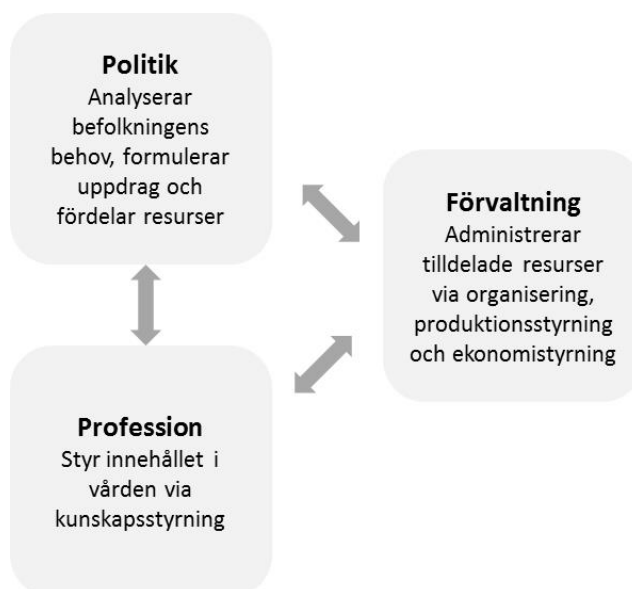 Politik
Analyserar
befolkningens
behov, formulerar
uppdrag och
fördelar resurser
Förvaltning
Administrerar
tilldelade resurser
via organisering,
produktionsstyrning
och ekonomistyrning
Profession
Styr innehållet i
vården via
kunskapsstyrning